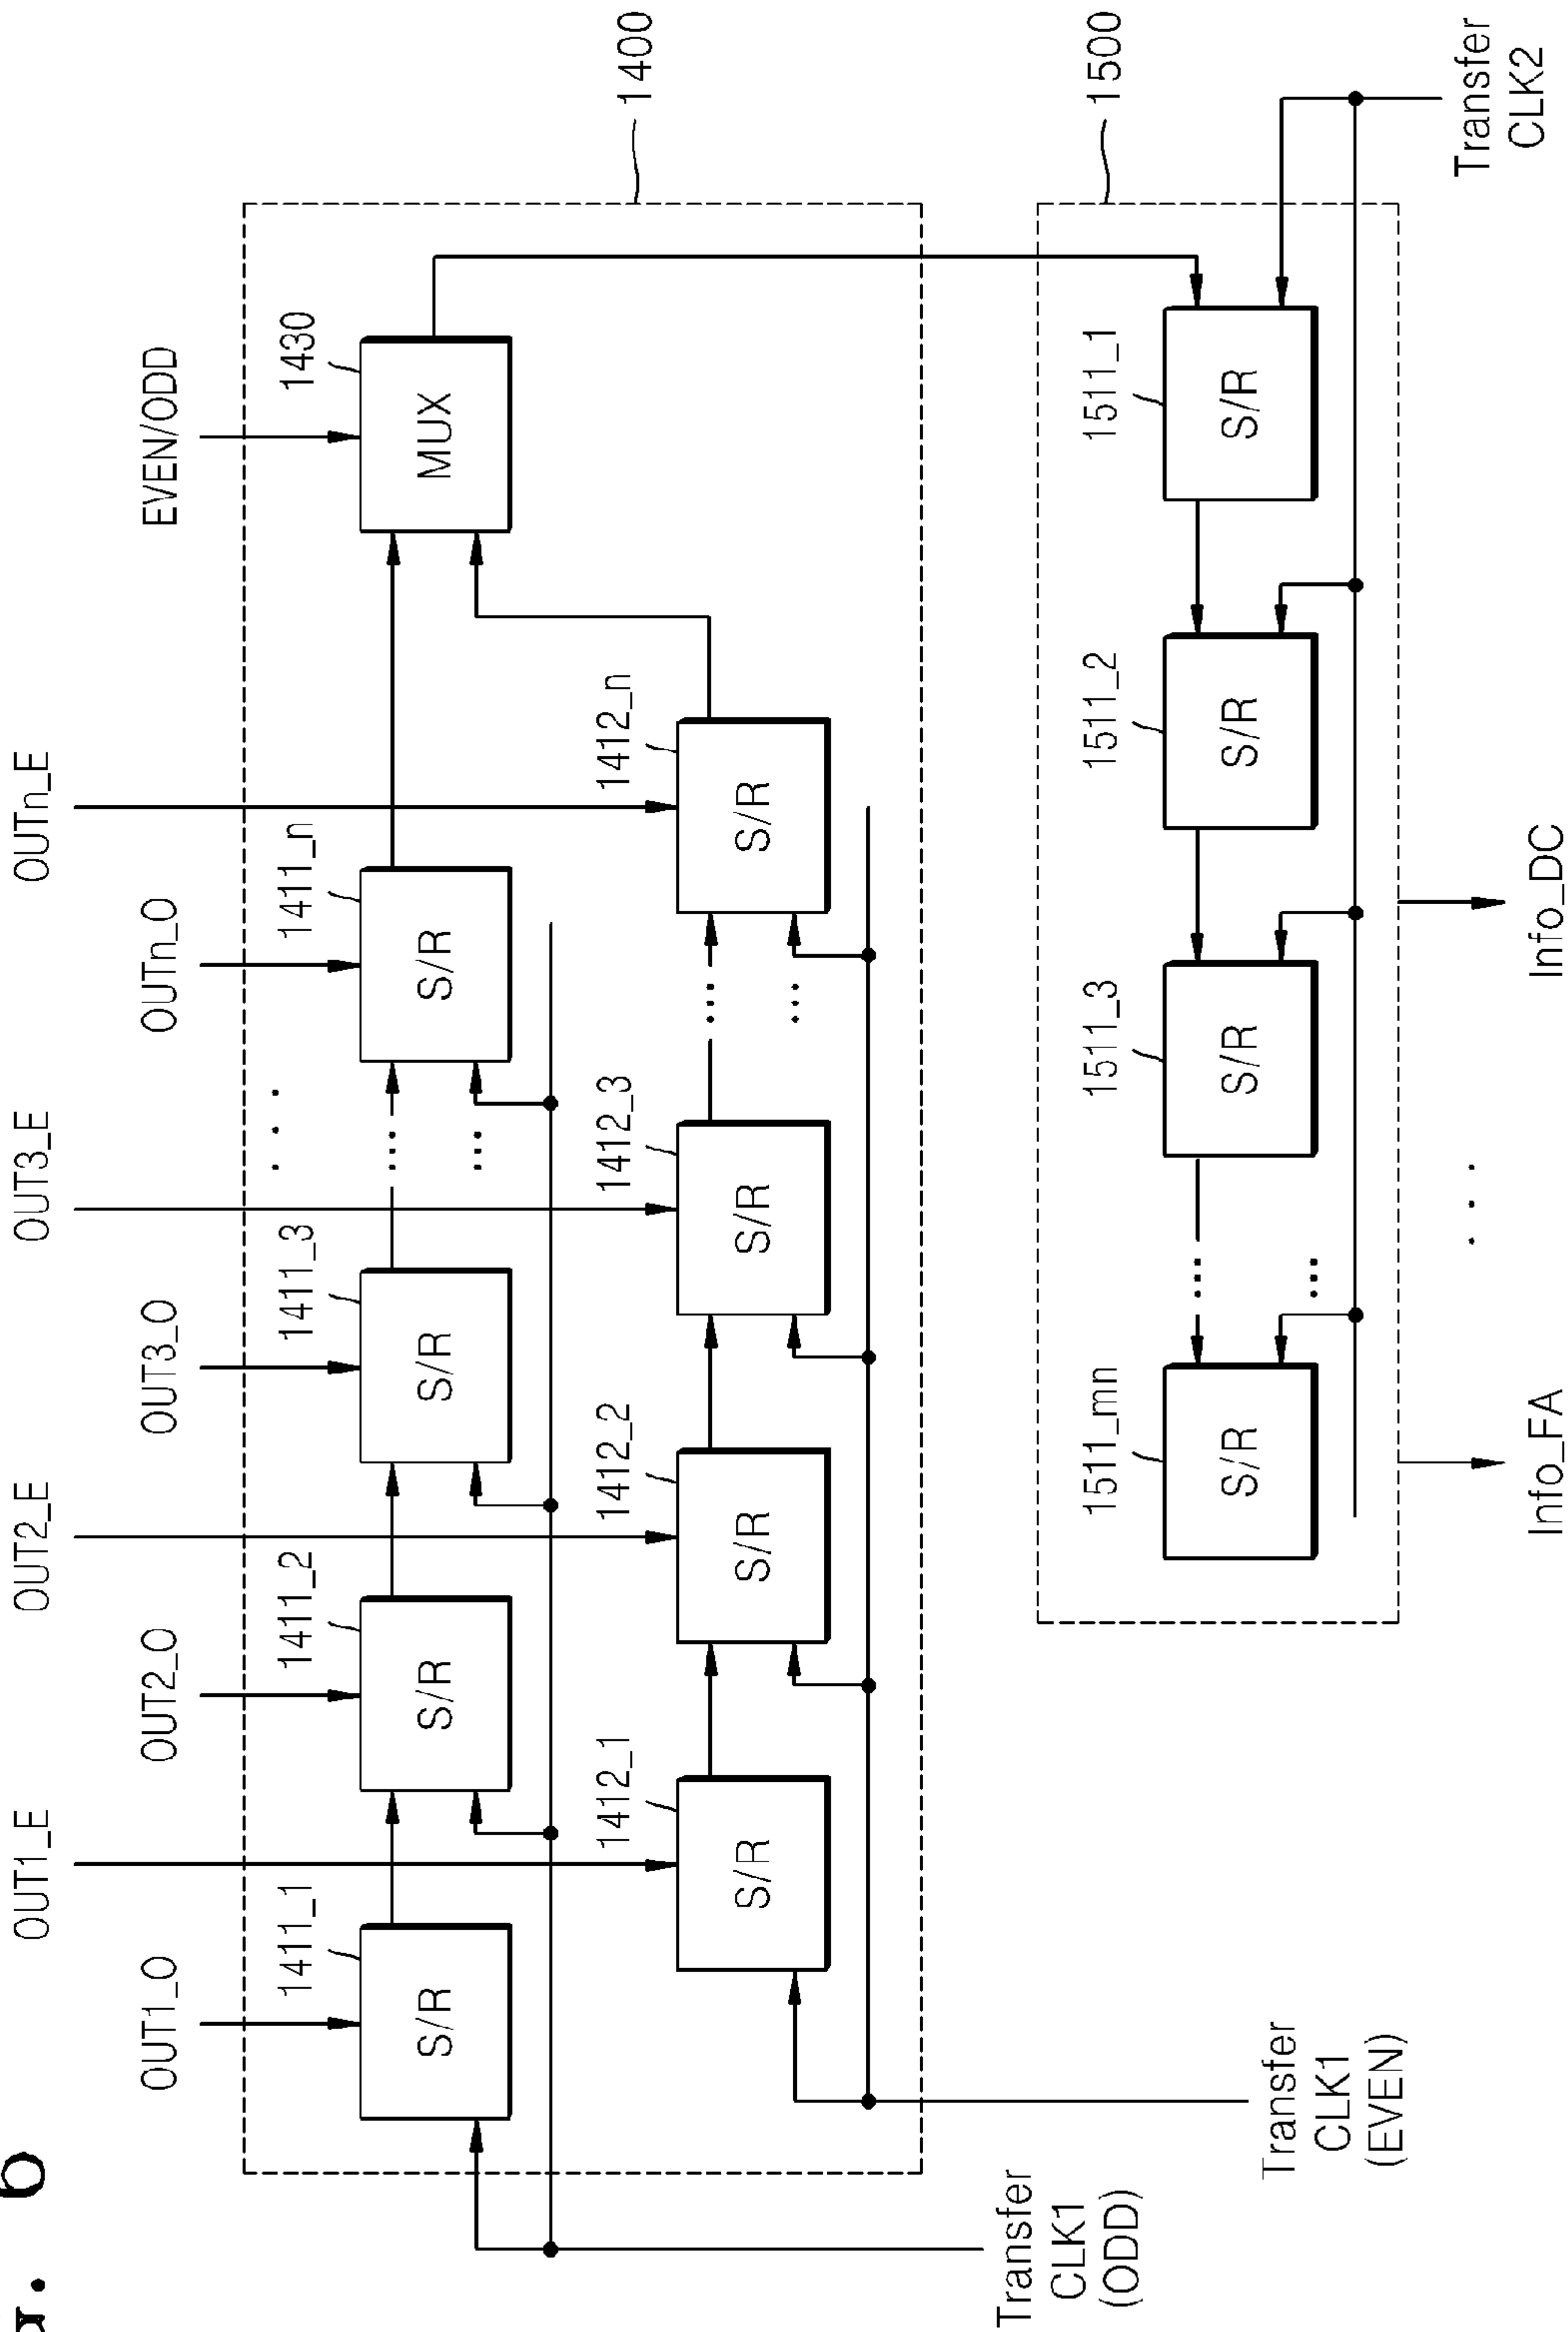 6
OUT1_E
OUT2_E
OUT3_E
OUTn_E
OUT1_O
OUT2_O
OUT3_O
OUTn_O
EVEN/ODD
1411_1
1411_2
1411_3
...
1411_n
1430
S/R
S/R
S/R
...
S/R
MUX
...
1412_1
1412_2
1412_3
1412_n
1400
S/R
S/R
S/R
...
S/R
...
Transfer
CLK1
(ODD)
1511_mn
1511_3
1511_2
1511_1
1500
...
S/R
S/R
S/R
S/R
...
Transfer
CLK1
(EVEN)
Transfer
CLK2
...
Info_FA
Info_DC